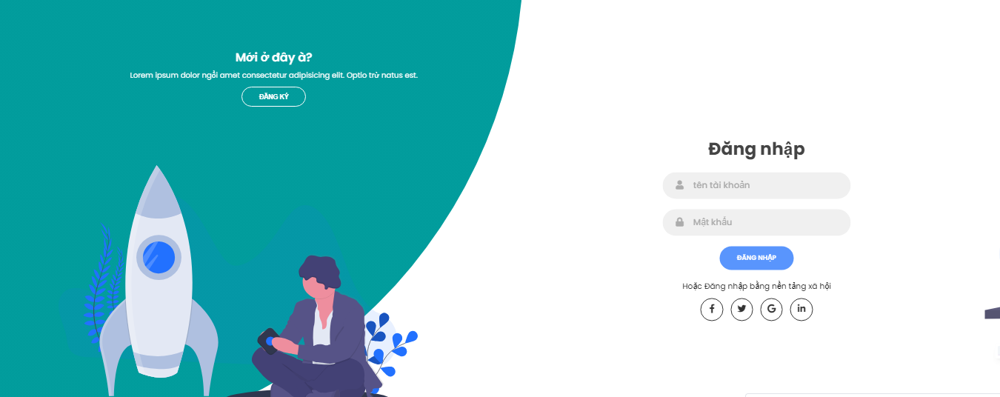 Mới ở đây à?
Lorem ipsum dolor ngồi amet consectetur adipisicing elit. Optio trừ natus est.
ĐĂNG KÝ
Đăng nhập
tên tài khoản
Mật khẩu
ĐĂNG NHẬP
Hoặc Đăng nhập bằng nền tảng xã hội